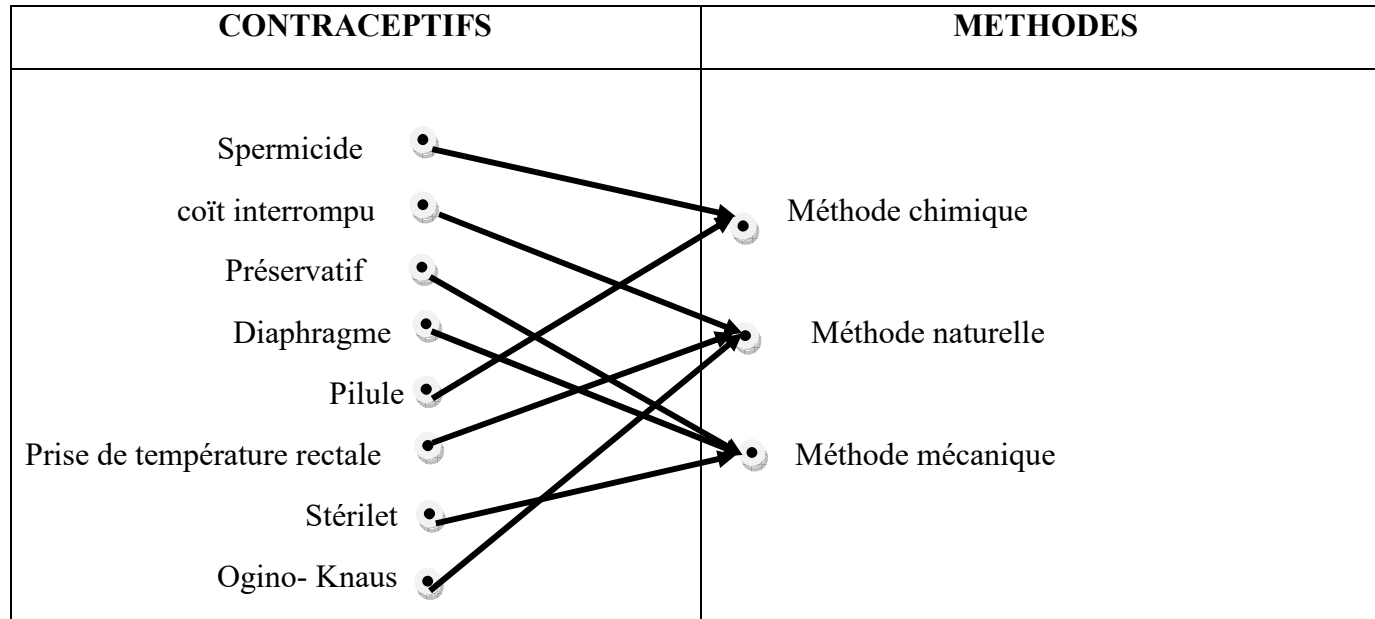 CONTRACEPTIFS
METHODES
Spermicide
coït interrompu
Méthode chimique
Préservatif
Diaphragme
Méthode naturelle
Pilule
Prise de température rectale
Méthode mécanique
Stérilet
Ogino- Knaus